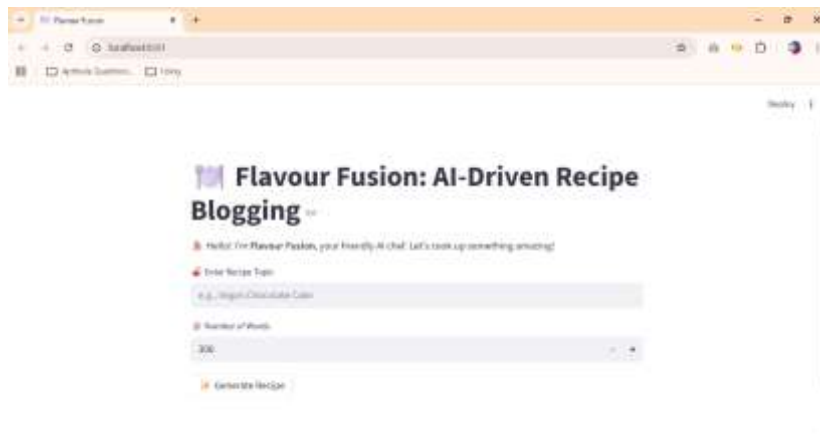 Flavour Fusion
localhost:8501
Deploy
Flavour Fusion: AI-Driven Recipe
Blogging
Hello! I'm Flavour Fusion, your friendly AI chef. Let's cook up something amazing!
Enter Recipe Topic
e.g., Vegan Chocolate Cake
Number of Words
300
Generate Recipe